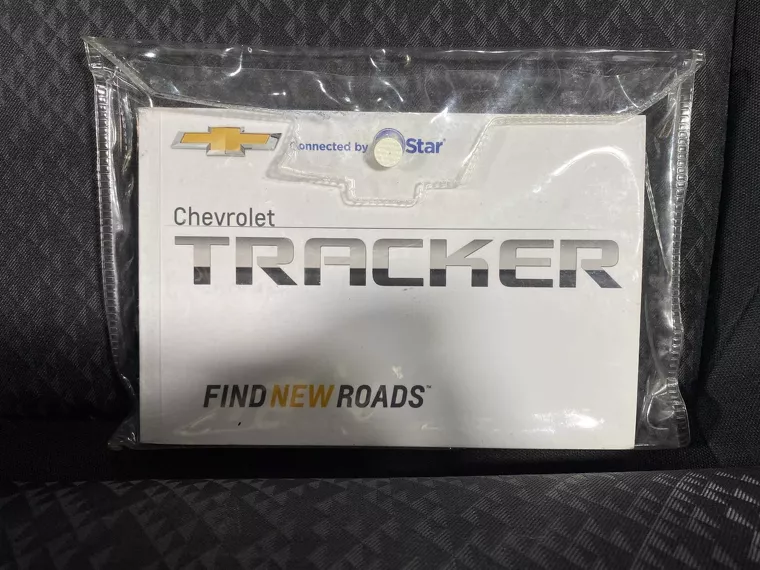 Connected by Star
Chevrolet
TRACKER
FIND NEW ROADS™